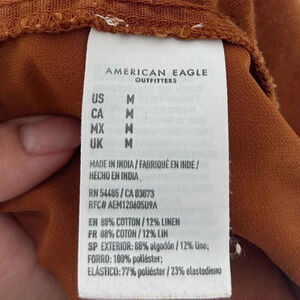 AMERICAN EAGLE
OUTFITTERS
US M
CA M
MX M
UK M
MADE IN INDIA / FABRIQUÉ EN INDE /
HECHO EN INDIA
RN 54485 / CA 03873
RFC# AEM120605U9A
EN 88% COTTON / 12% LINEN
FR 88% COTON / 12% LIN
SP EXTERIOR: 88% algodón / 12% lino;
FORRO: 100% poliéster;
ELÁSTICO: 77% poliéster / 23% elastodieno